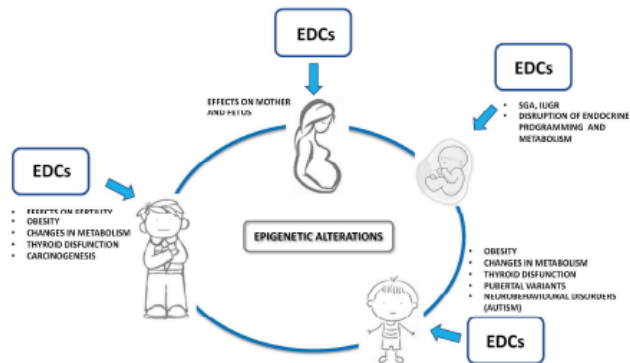 EDCs
EFFECTS ON MOTHER
AND FETUS
EDCs
• SGA, IUGR
• DISRUPTION OF ENDOCRINE
PROGRAMMING AND
METABOLISM
EDCs
• EFFECTS ON FERTILITY
• OBESITY
• CHANGES IN METABOLISM
• THYROID DISFUNCTION
• CARCINOGENESIS
EPIGENETIC ALTERATIONS
• OBESITY
• CHANGES IN METABOLISM
• THYROID DISFUNCTION
• PUBERTAL VARIANTS
• NEUROBEHAVIOURAL DISORDERS
(AUTISM)
EDCs